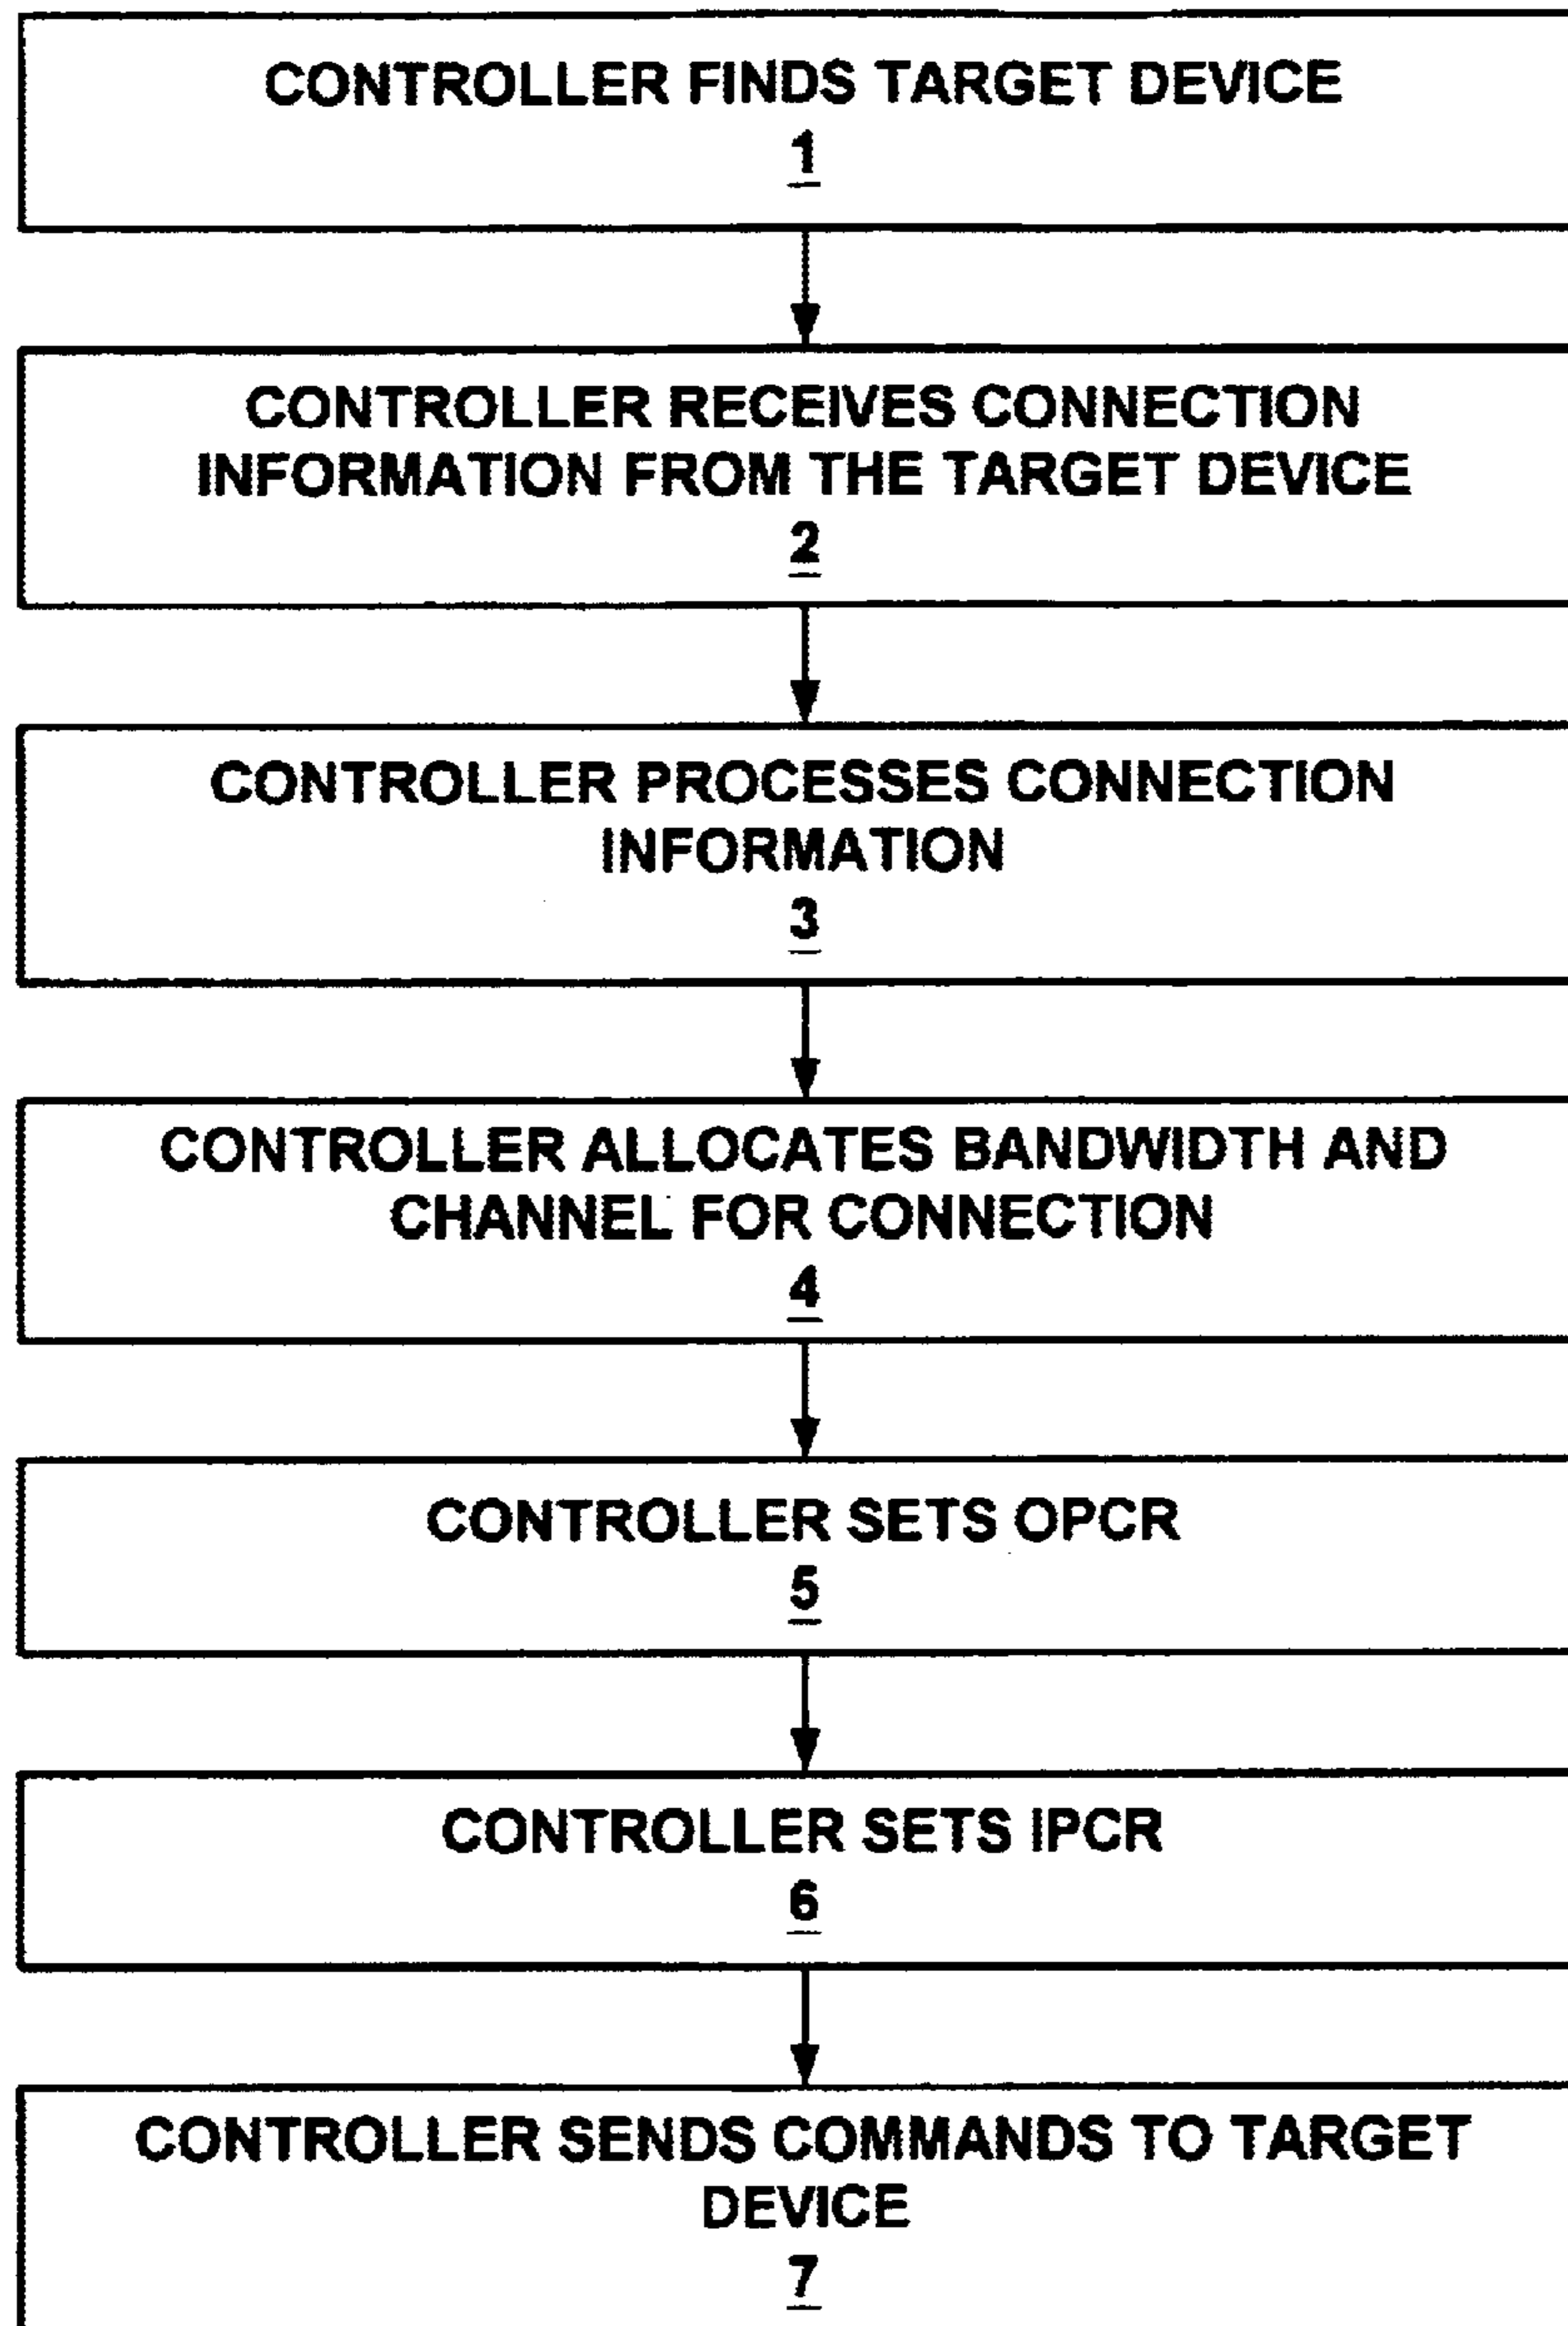 CONTROLLER FINDS TARGET DEVICE
1
CONTROLLER RECEIVES CONNECTION
INFORMATION FROM THE TARGET DEVICE
2
CONTROLLER PROCESSES CONNECTION
INFORMATION
3
CONTROLLER ALLOCATES BANDWIDTH AND
CHANNEL FOR CONNECTION
4
CONTROLLER SETS OPCR
5
CONTROLLER SETS IPCR
6
CONTROLLER SENDS COMMANDS TO TARGET
DEVICE
7